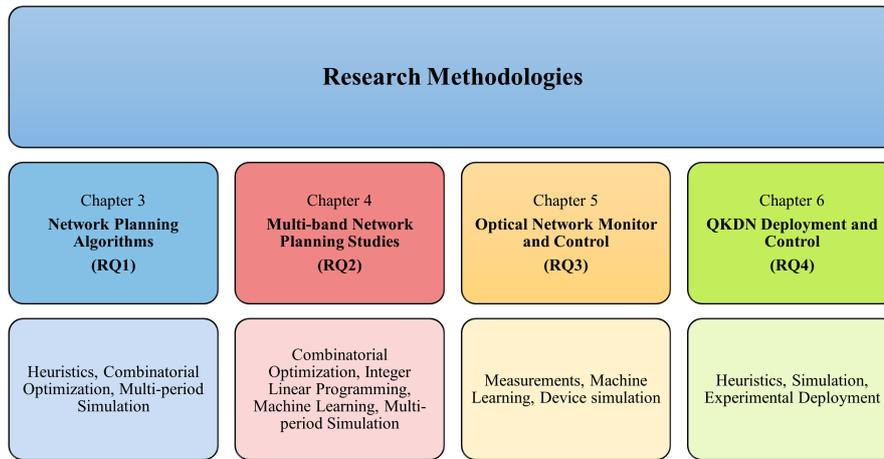 Research Methodologies
Chapter 3
Network Planning
Algorithms
(RQ1)
Chapter 4
Multi-band Network
Planning Studies
(RQ2)
Chapter 5
Optical Network Monitor
and Control
(RQ3)
Chapter 6
QKDN Deployment and
Control
(RQ4)
Heuristics, Combinatorial
Optimization, Multi-period
Simulation
Combinatorial
Optimization, Integer
Linear Programming,
Machine Learning, Multi-
period Simulation
Measurements, Machine
Learning, Device simulation
Heuristics, Simulation,
Experimental Deployment